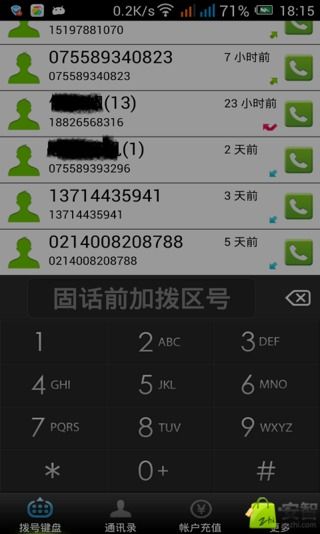 0.2K/s 71% 18:15
15197881070
075589340823 7 小时前
075589340823
(13) 23 小时前
18826568316
(1) 2 天前
075589393296
13714435941 3 天前
13714435941
0214008208788 5 天前
0214008208788
固话前加拨区号
1 2 ABC 3 DEF
4 GHI 5 JKL 6 MNO
7 PQRS 8 TUV 9 WXYZ
* 0+ #
拨号键盘 通讯录 帐户充值 更多